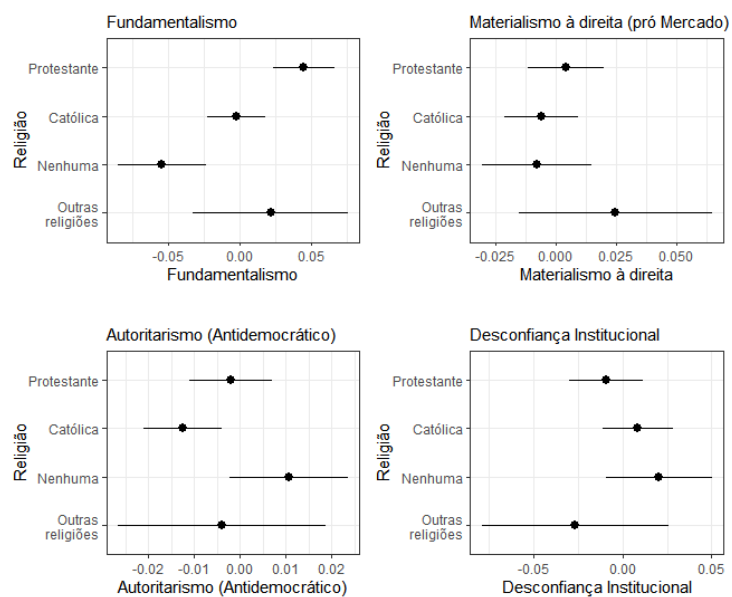 Fundamentalismo
Religião
Protestante
Católica
Nenhuma
Outras
religiões
-0.05 0.00 0.05
Fundamentalismo
Materialismo à direita (pró Mercado)
Religião
Protestante
Católica
Nenhuma
Outras
religiões
-0.025 0.000 0.025 0.050
Materialismo à direita
Autoritarismo (Antidemocrático)
Religião
Protestante
Católica
Nenhuma
Outras
religiões
-0.02 -0.01 0.00 0.01 0.02
Autoritarismo (Antidemocrático)
Desconfiança Institucional
Religião
Protestante
Católica
Nenhuma
Outras
religiões
-0.05 0.00 0.05
Desconfiança Institucional